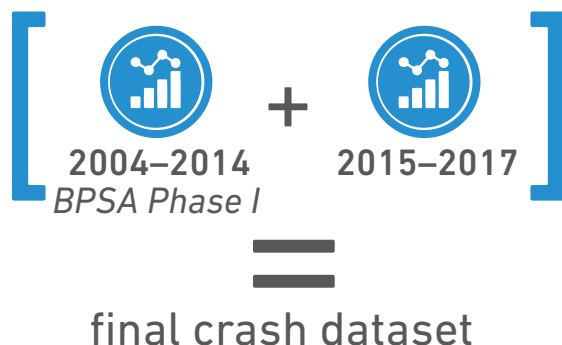 [ + ]
2004–2014 2015–2017
BPSA Phase I
=
final crash dataset